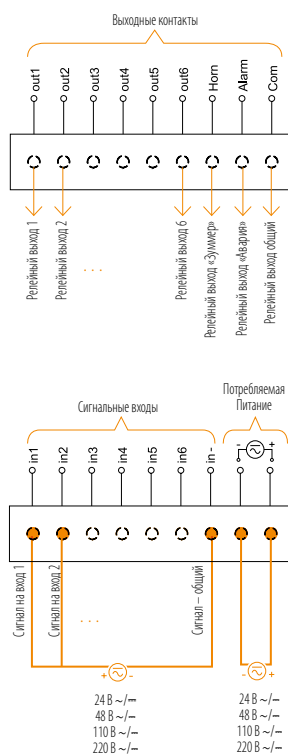 Выходные контакты
out1
out2
out3
out4
out5
out6
Horn
Alarm
Com
Релейный выход 1
Релейный выход 2
. . .
Релейный выход 6
Релейный выход «Зуммер»
Релейный выход «Авария»
Релейный выход общий
Потребляемая
Питание
Сигнальные входы
in1
in2
in3
in4
in5
in6
in-
- +
Сигнал на вход 1
Сигнал на вход 2
. . .
Сигнал – общий
+ -
- +
24 В ~/⎓
48 В ~/⎓
110 В ~/⎓
220 В ~/⎓
24 В ~/⎓
48 В ~/⎓
110 В ~/⎓
220 В ~/⎓